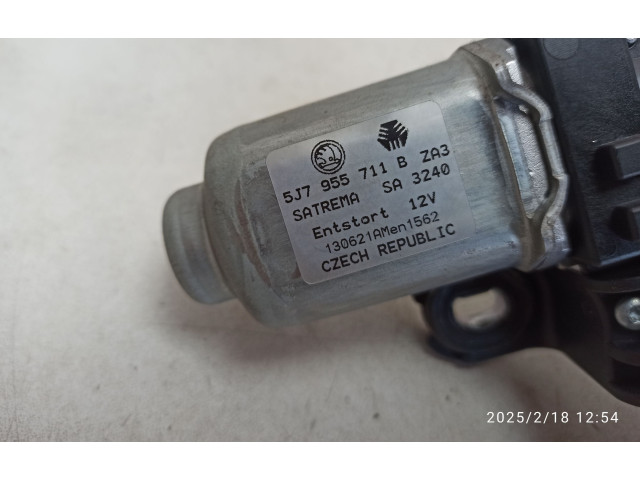 5J7 955 711 B ZA3
SATREMA SA 3240
Entstort 12V
130621AMen1562
CZECH REPUBLIC
2025/2/18 12:54